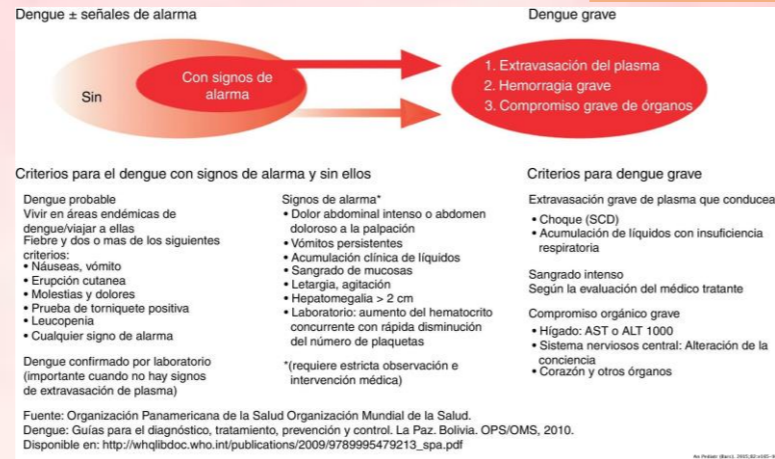 Dengue ± señales de alarma
Dengue grave
Sin
Con signos de
alarma
1. Extravasación del plasma
2. Hemorragia grave
3. Compromiso grave de órganos
Criterios para el dengue con signos de alarma y sin ellos
Dengue probable
Vivir en áreas endémicas de
dengue/viajar a ellas
Fiebre y dos o mas de los siguientes
criterios:
• Náuseas, vómito
• Erupción cutanea
• Molestias y dolores
• Prueba de torniquete positiva
• Leucopenia
• Cualquier signo de alarma
Dengue confirmado por laboratorio
(importante cuando no hay signos
de extravasación de plasma)
Signos de alarma*
• Dolor abdominal intenso o abdomen
doloroso a la palpación
• Vómitos persistentes
• Acumulación clínica de líquidos
• Sangrado de mucosas
• Letargia, agitación
• Hepatomegalia > 2 cm
• Laboratorio: aumento del hematocrito
concurrente con rápida disminución
del número de plaquetas
*(requiere estricta observación e
intervención médica)
Criterios para dengue grave
Extravasación grave de plasma que conducea
• Choque (SCD)
• Acumulación de líquidos con insuficiencia
respiratoria
Sangrado intenso
Según la evaluación del médico tratante
Compromiso orgánico grave
• Hígado: AST o ALT 1000
• Sistema nerviosos central: Alteración de la
conciencia
• Corazón y otros órganos
Fuente: Organización Panamericana de la Salud Organización Mundial de la Salud.
Dengue: Guías para el diagnóstico, tratamiento, prevención y control. La Paz. Bolivia. OPS/OMS, 2010.
Disponible en: http://whqlibdoc.who.int/publications/2009/9789995479213_spa.pdf